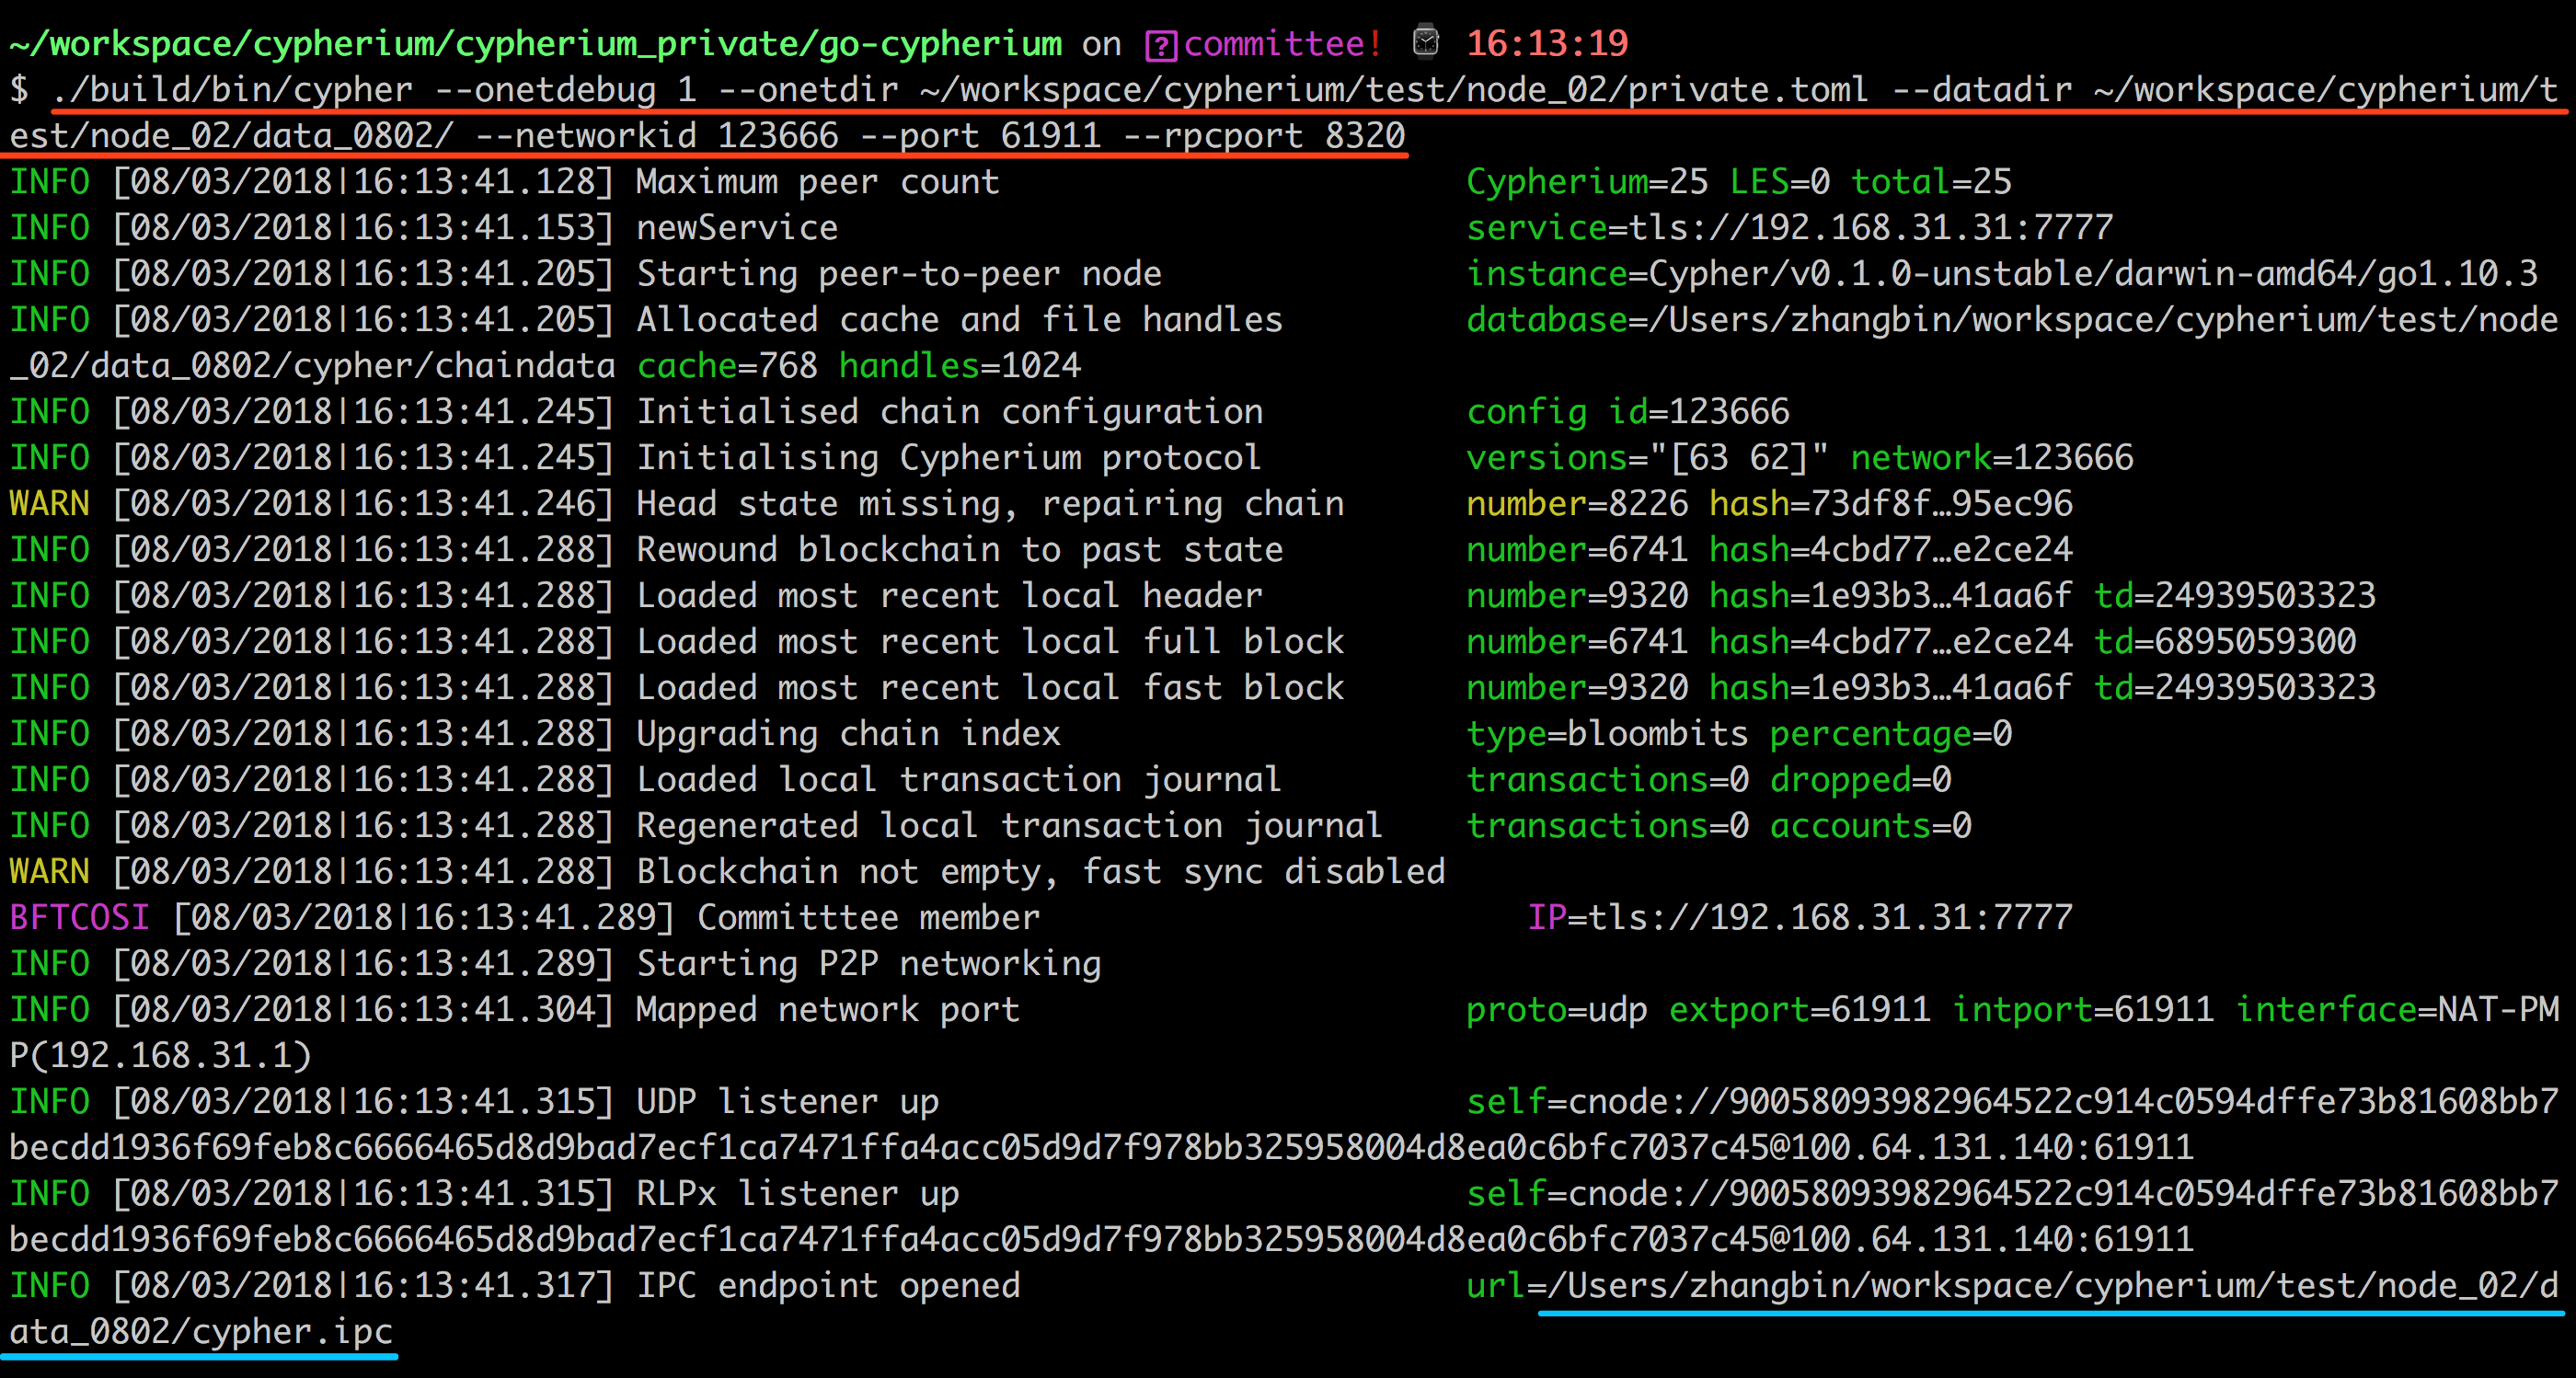 ~/workspace/cypherium/cypherium_private/go-cypherium on ?committee! 16:13:19
$ ./build/bin/cypher --onetdebug 1 --onetdir ~/workspace/cypherium/test/node_02/private.toml --datadir ~/workspace/cypherium/t
est/node_02/data_0802/ --networkid 123666 --port 61911 --rpcport 8320
INFO [08/03/2018|16:13:41.128] Maximum peer count Cypherium=25 LES=0 total=25
INFO [08/03/2018|16:13:41.153] newService service=tls://192.168.31.31:7777
INFO [08/03/2018|16:13:41.205] Starting peer-to-peer node instance=Cypher/v0.1.0-unstable/darwin-amd64/go1.10.3
INFO [08/03/2018|16:13:41.205] Allocated cache and file handles database=/Users/zhangbin/workspace/cypherium/test/node
_02/data_0802/cypher/chaindata cache=768 handles=1024
INFO [08/03/2018|16:13:41.245] Initialised chain configuration config id=123666
INFO [08/03/2018|16:13:41.245] Initialising Cypherium protocol versions="[63 62]" network=123666
WARN [08/03/2018|16:13:41.246] Head state missing, repairing chain number=8226 hash=73df8f…95ec96
INFO [08/03/2018|16:13:41.288] Rewound blockchain to past state number=6741 hash=4cbd77…e2ce24
INFO [08/03/2018|16:13:41.288] Loaded most recent local header number=9320 hash=1e93b3…41aa6f td=24939503323
INFO [08/03/2018|16:13:41.288] Loaded most recent local full block number=6741 hash=4cbd77…e2ce24 td=6895059300
INFO [08/03/2018|16:13:41.288] Loaded most recent local fast block number=9320 hash=1e93b3…41aa6f td=24939503323
INFO [08/03/2018|16:13:41.288] Upgrading chain index type=bloombits percentage=0
INFO [08/03/2018|16:13:41.288] Loaded local transaction journal transactions=0 dropped=0
INFO [08/03/2018|16:13:41.288] Regenerated local transaction journal transactions=0 accounts=0
WARN [08/03/2018|16:13:41.288] Blockchain not empty, fast sync disabled
BFTCOSI [08/03/2018|16:13:41.289] Committtee member IP=tls://192.168.31.31:7777
INFO [08/03/2018|16:13:41.289] Starting P2P networking
INFO [08/03/2018|16:13:41.304] Mapped network port proto=udp extport=61911 intport=61911 interface=NAT-PM
P(192.168.31.1)
INFO [08/03/2018|16:13:41.315] UDP listener up self=cnode://90058093982964522c914c0594dffe73b81608bb7
becdd1936f69feb8c6666465d8d9bad7ecf1ca7471ffa4acc05d9d7f978bb325958004d8ea0c6bfc7037c45@100.64.131.140:61911
INFO [08/03/2018|16:13:41.315] RLPx listener up self=cnode://90058093982964522c914c0594dffe73b81608bb7
becdd1936f69feb8c6666465d8d9bad7ecf1ca7471ffa4acc05d9d7f978bb325958004d8ea0c6bfc7037c45@100.64.131.140:61911
INFO [08/03/2018|16:13:41.317] IPC endpoint opened url=/Users/zhangbin/workspace/cypherium/test/node_02/d
ata_0802/cypher.ipc